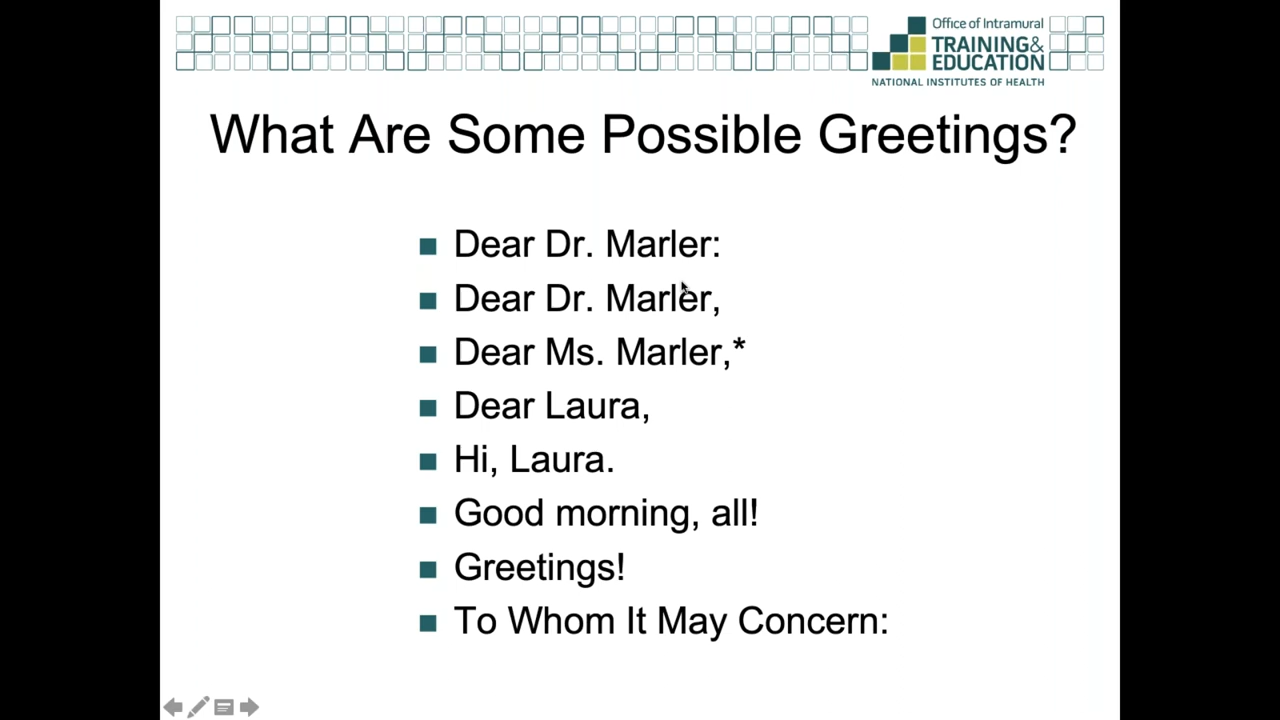 Office of Intramural
TRAINING&
EDUCATION
NATIONAL INSTITUTES OF HEALTH
What Are Some Possible Greetings?
Dear Dr. Marler:
Dear Dr. Marler,
Dear Ms. Marler,*
Dear Laura,
Hi, Laura.
Good morning, all!
Greetings!
To Whom It May Concern: